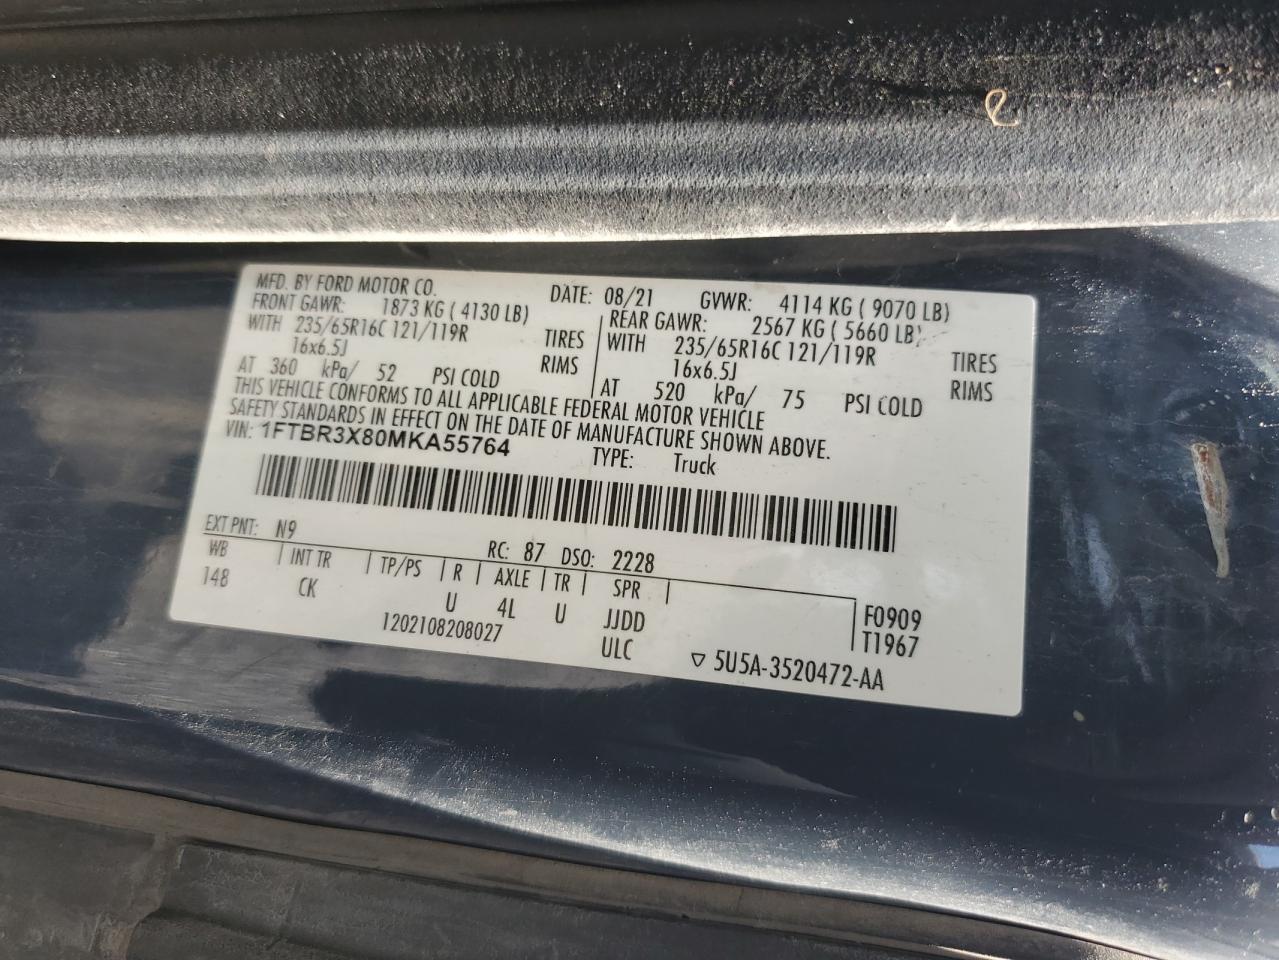 MFD. BY FORD MOTOR CO. DATE: 08/21 GVWR: 4114 KG ( 9070 LB)
FRONT GAWR: 1873 KG ( 4130 LB) REAR GAWR: 2567 KG ( 5660 LB)
WITH 235/65R16C 121/119R TIRES WITH 235/65R16C 121/119R TIRES
16x6.5J RIMS 16x6.5J RIMS
AT 360 kPa/ 52 PSI COLD AT 520 kPa/ 75 PSI COLD
THIS VEHICLE CONFORMS TO ALL APPLICABLE FEDERAL MOTOR VEHICLE
SAFETY STANDARDS IN EFFECT ON THE DATE OF MANUFACTURE SHOWN ABOVE.
VIN: 1FTBR3X80MKA55764 TYPE: Truck
EXT PNT: N9 RC: 87 DSO: 2228
WB INT TR TP/PS R AXLE TR SPR
148 CK U 4L U JJDD F0909
1202108208027 ULC T1967
5U5A-3520472-AA